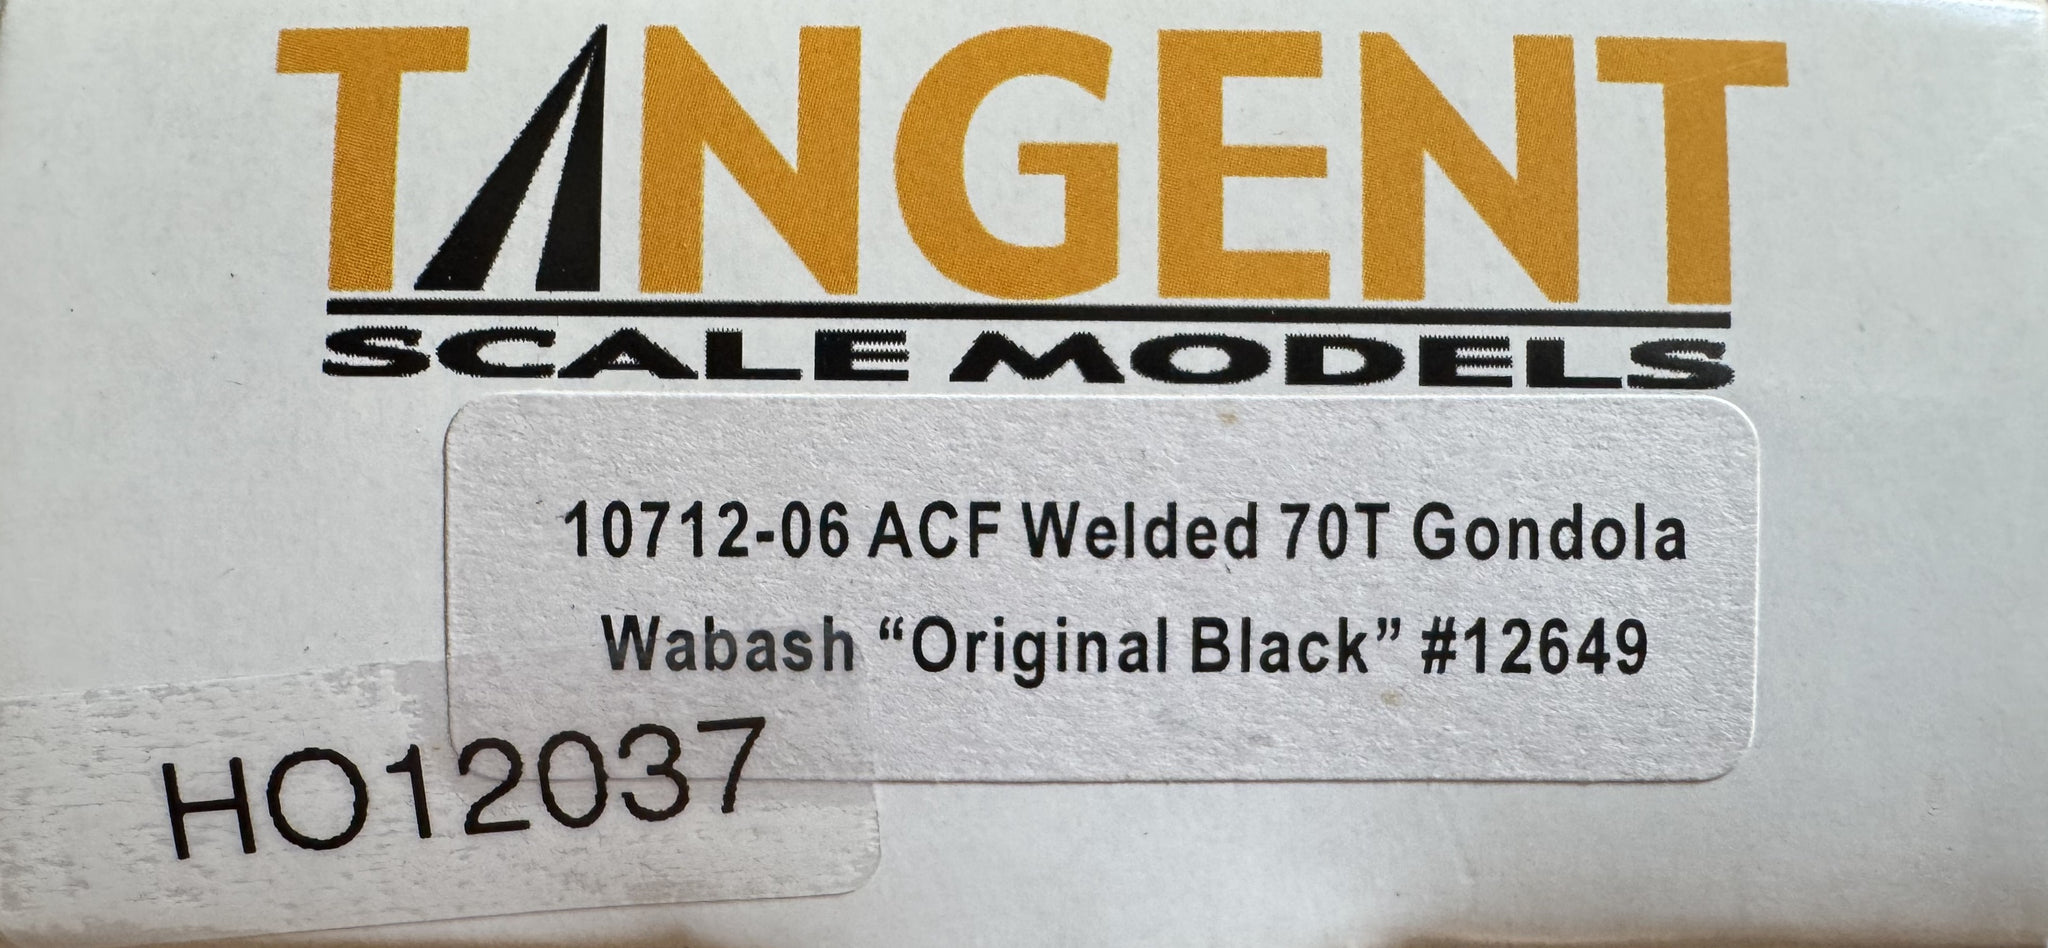 TANGENT
SCALE MODELS
10712-06 ACF Welded 70T Gondola
Wabash “Original Black” #12649
HO12037